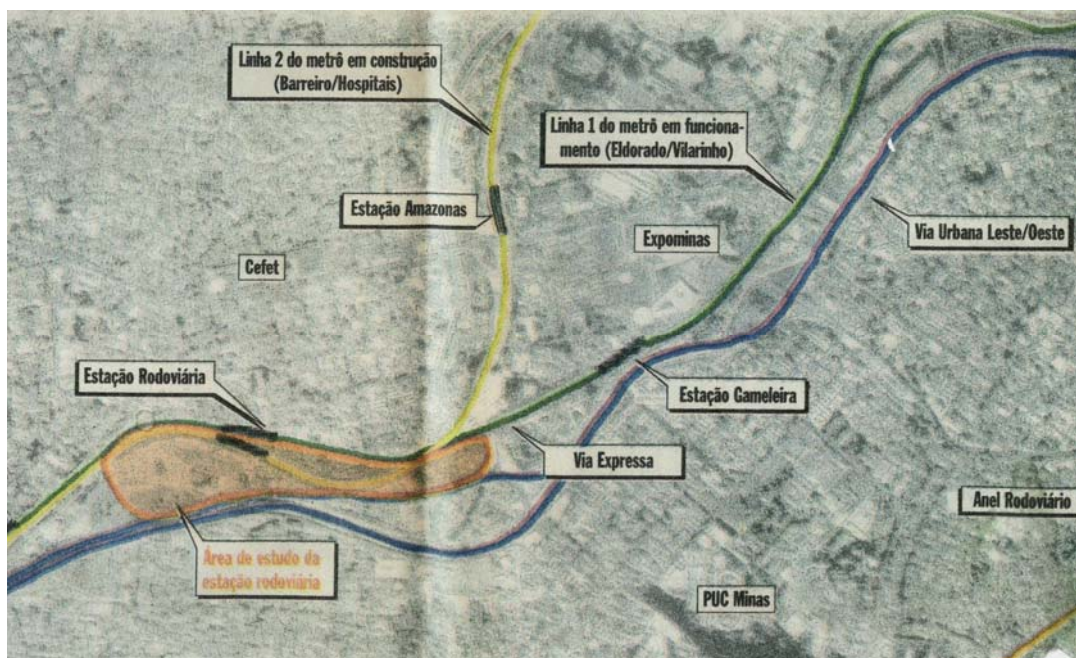 Linha 2 do metrô em construção
(Barreiro/Hospitais)
Linha 1 do metrô em funciona-
mento (Eldorado/Vilarinho)
Estação Amazonas
Expominas
Via Urbana Leste/Oeste
Cefet
Estação Rodoviária
Estação Gameleira
Via Expressa
Anel Rodoviário
Área de estudo da
estação rodoviária
PUC Minas